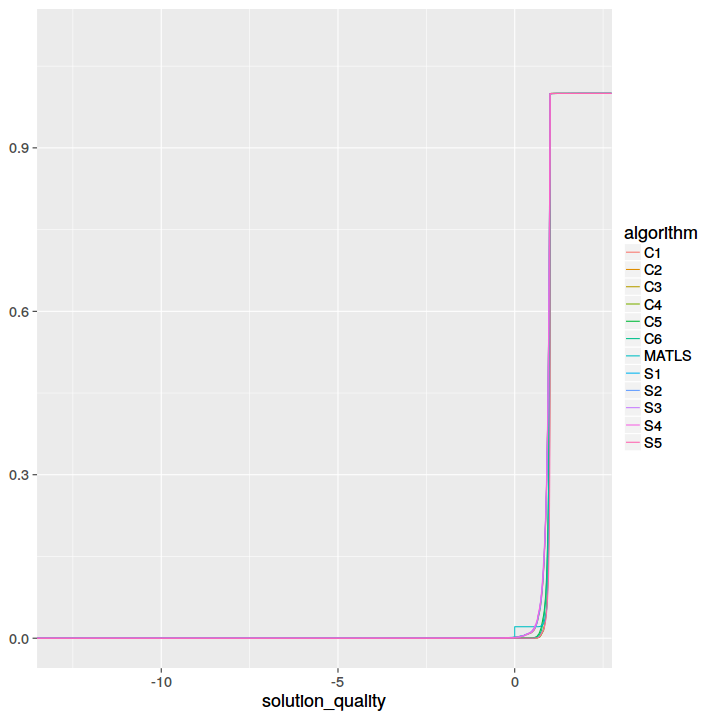 0.9
0.6
0.3
0.0
-10
-5
0
solution_quality
algorithm
C1
C2
C3
C4
C5
C6
MATLS
S1
S2
S3
S4
S5